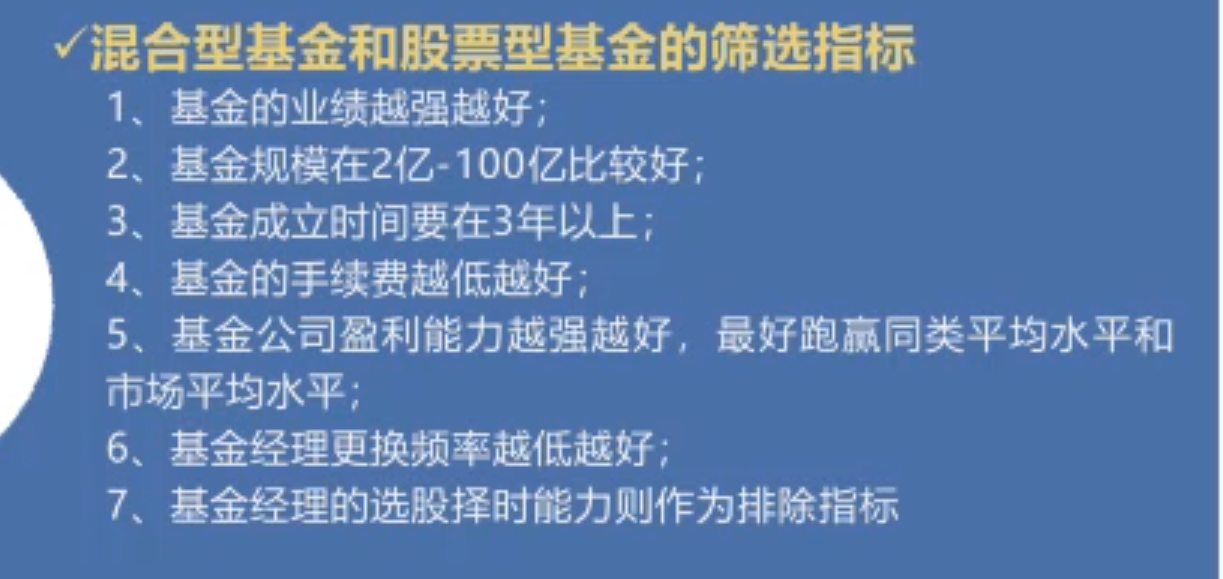 ✓混合型基金和股票型基金的筛选指标
1、基金的业绩越强越好；
2、基金规模在2亿-100亿比较好；
3、基金成立时间要在3年以上；
4、基金的手续费越低越好；
5、基金公司盈利能力越强越好，最好跑赢同类平均水平和
市场平均水平；
6、基金经理更换频率越低越好；
7、基金经理的选股择时能力则作为排除指标